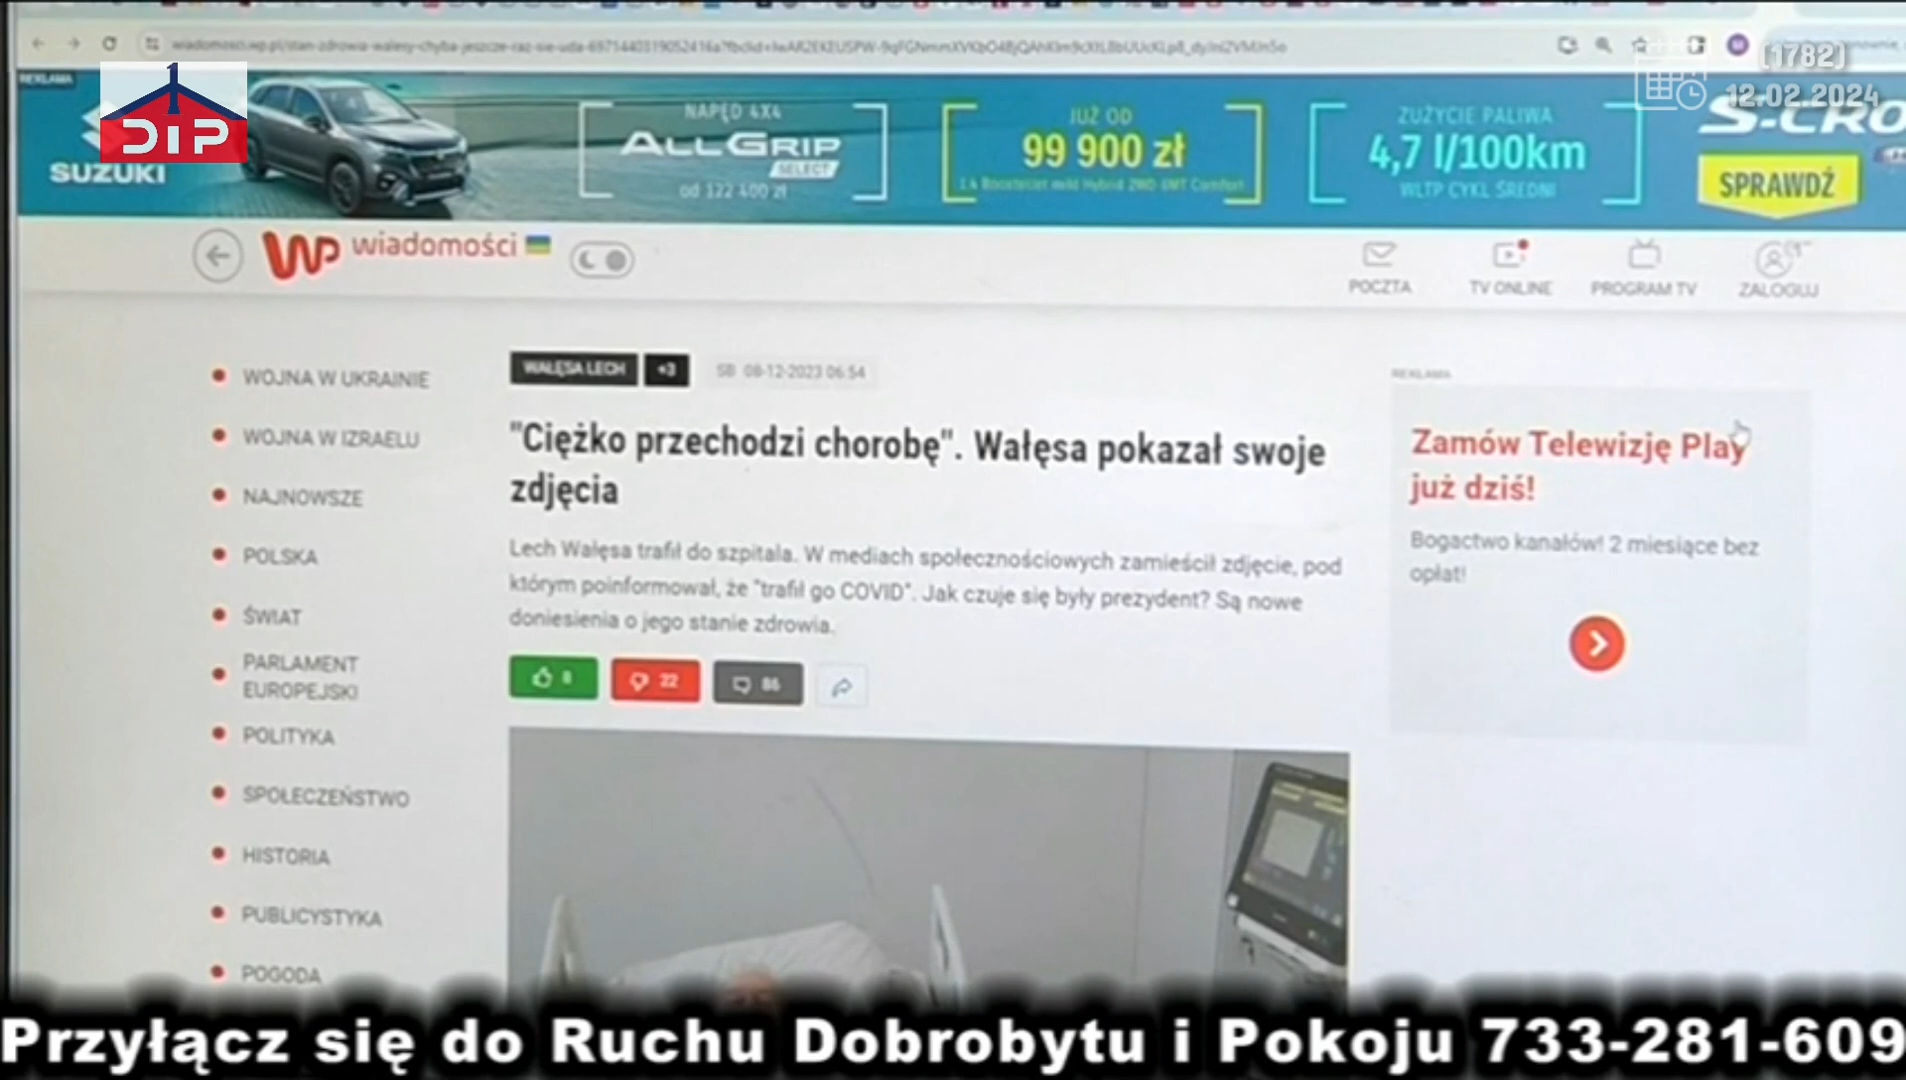 REKLAMA
(1782)
12.02.2024
DiP
SUZUKI
NAPĘD 4X4
ALLGRIP
SELECT
od 122 400 zł
JUŻ OD
99 900 zł
ZUŻYCIE PALIWA
4,7 l/100km
WLTP CYKL ŚREDNI
S-CRO
SPRAWDŹ
wp wiadomości
POCZTA
TV ONLINE
PROGRAM TV
ZALOGUJ
WOJNA W UKRAINIE
WOJNA W IZRAELU
NAJNOWSZE
POLSKA
ŚWIAT
PARLAMENT
EUROPEJSKI
POLITYKA
SPOŁECZEŃSTWO
HISTORIA
PUBLICYSTYKA
POGODA
WAŁĘSA LECH +3 SB 08-12-2023 06:54
"Ciężko przechodzi chorobę". Wałęsa pokazał swoje
zdjęcia
Lech Wałęsa trafił do szpitala. W mediach społecznościowych zamieścił zdjęcie, pod
którym poinformował, że "trafił go COVID". Jak czuje się były prezydent? Są nowe
doniesienia o jego stanie zdrowia.
8 22 86
REKLAMA
Zamów Telewizję Play
już dziś!
Bogactwo kanałów! 2 miesiące bez
opłat!
Przyłącz się do Ruchu Dobrobytu i Pokoju 733-281-609